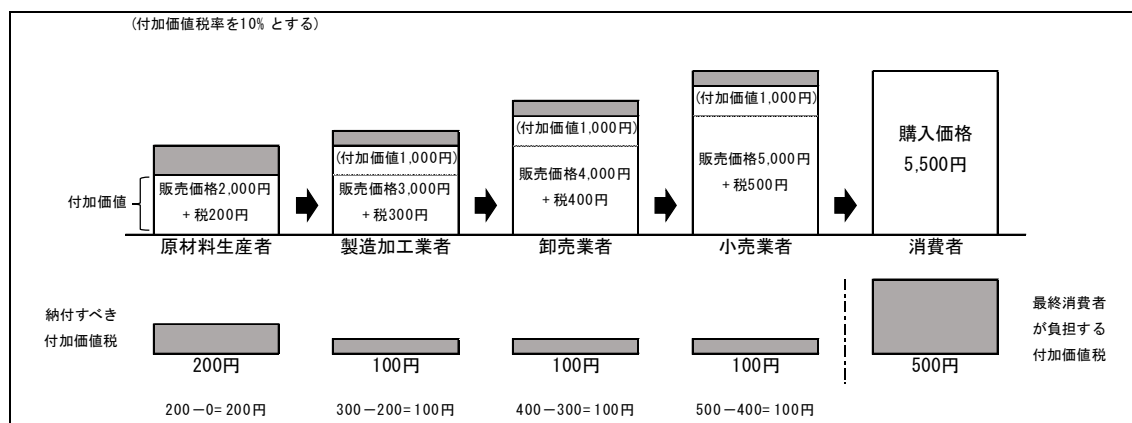 (付加価値税率を10% とする)
(付加価値1,000円)
(付加価値1,000円)
購入価格
5,500円
(付加価値1,000円)
販売価格5,000円
+ 税500円
販売価格4,000円
+ 税400円
付加価値
販売価格2,000円
+ 税200円
販売価格3,000円
+ 税300円
原材料生産者
製造加工業者
卸売業者
小売業者
消費者
納付すべき
付加価値税
最終消費者
が負担する
付加価値税
200円
100円
100円
100円
500円
200-0=200円
300-200=100円
400-300=100円
500-400=100円